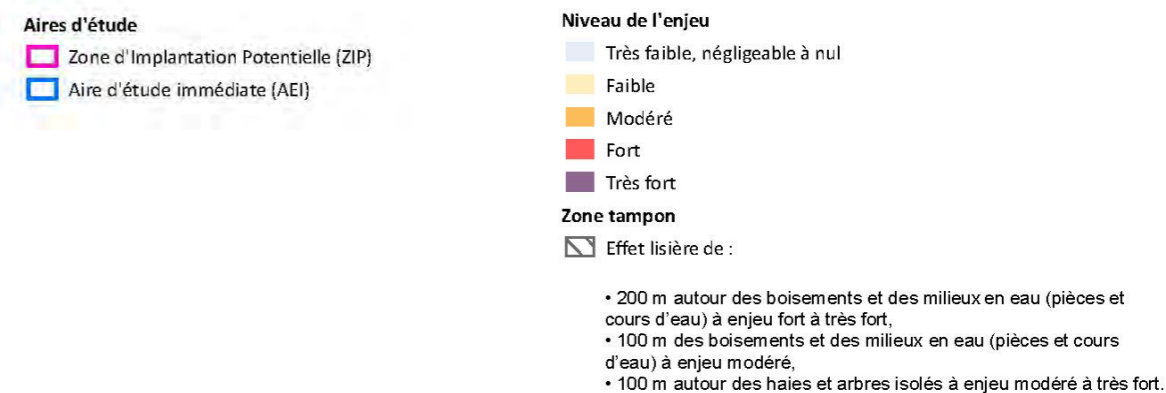 Aires d'étude
Zone d'Implantation Potentielle (ZIP)
Aire d'étude immédiate (AEI)
Niveau de l'enjeu
Très faible, négligeable à nul
Faible
Modéré
Fort
Très fort
Zone tampon
Effet lisière de :
• 200 m autour des boisements et des milieux en eau (pièces et
cours d'eau) à enjeu fort à très fort,
• 100 m des boisements et des milieux en eau (pièces et cours
d'eau) à enjeu modéré,
• 100 m autour des haies et arbres isolés à enjeu modéré à très fort.